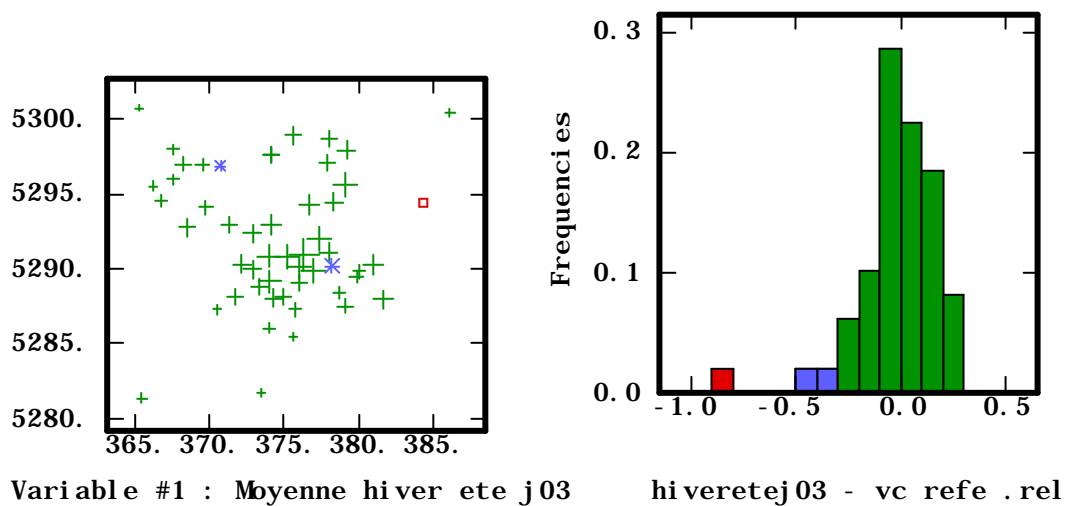 5300.
5295.
5290.
5285.
5280.
365. 370. 375. 380. 385.
Variable #1 : Moyenne hiver ete j03
Frequencies
0.3
0.2
0.1
0.0
-1.0 -0.5 0.0 0.5
hiveretej03 - vc refe .rel